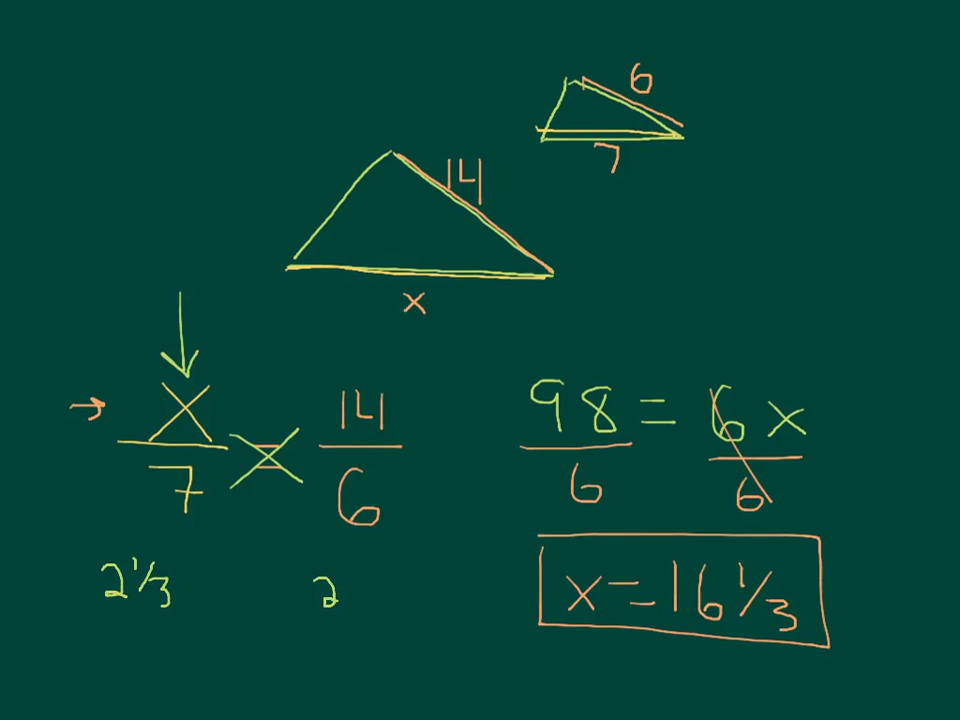 6
7
14
x
→ x/7 = 14/6
98/6 = 6x/6
2 1/3
2
x = 16 1/3